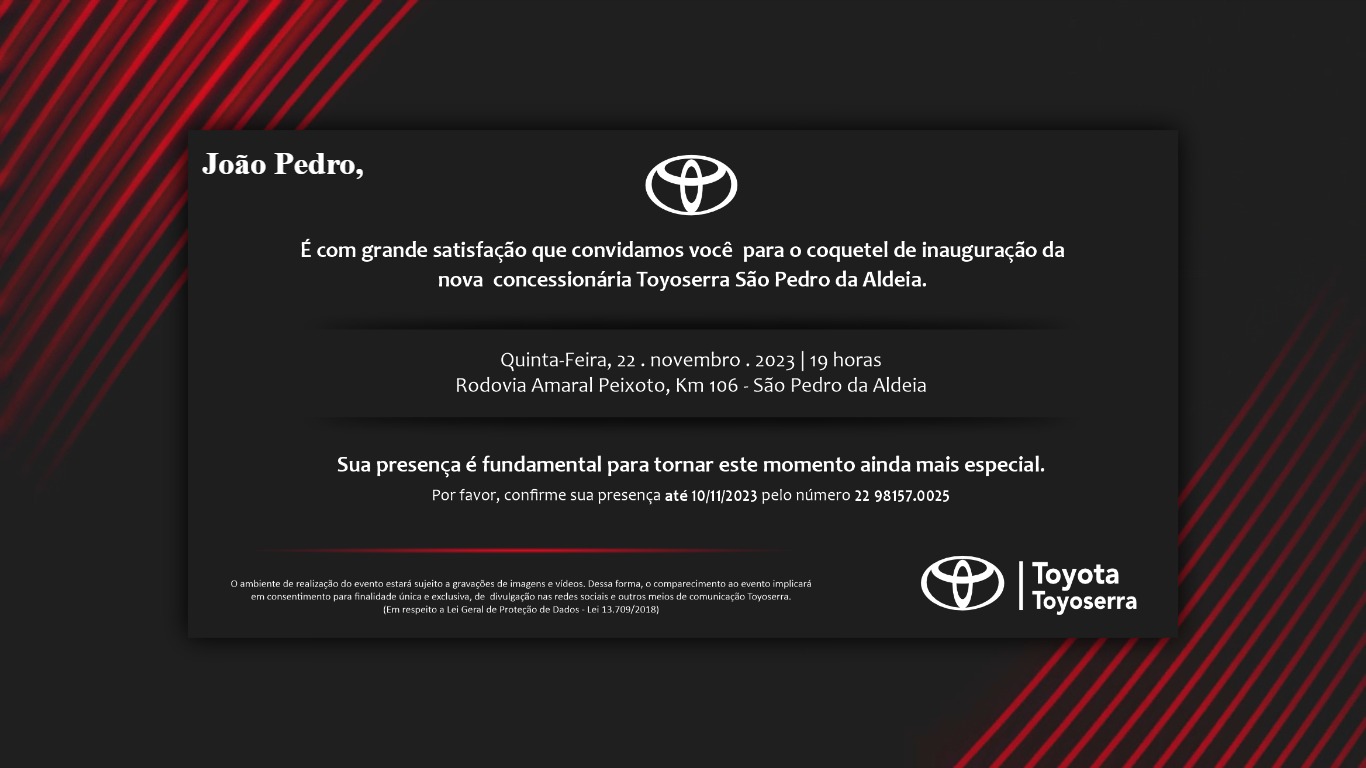 João Pedro,
É com grande satisfação que convidamos você  para o coquetel de inauguração da
nova  concessionária Toyoserra São Pedro da Aldeia.
Quinta-Feira, 22 . novembro . 2023 | 19 horas
Rodovia Amaral Peixoto, Km 106 - São Pedro da Aldeia
Sua presença é fundamental para tornar este momento ainda mais especial.
Por favor, confirme sua presença até 10/11/2023 pelo número 22 98157.0025
O ambiente de realização do evento estará sujeito a gravações de imagens e vídeos. Dessa forma, o comparecimento ao evento implicará
em consentimento para finalidade única e exclusiva, de  divulgação nas redes sociais e outros meios de comunicação Toyoserra.
(Em respeito a Lei Geral de Proteção de Dados - Lei 13.709/2018)
Toyota
Toyoserra